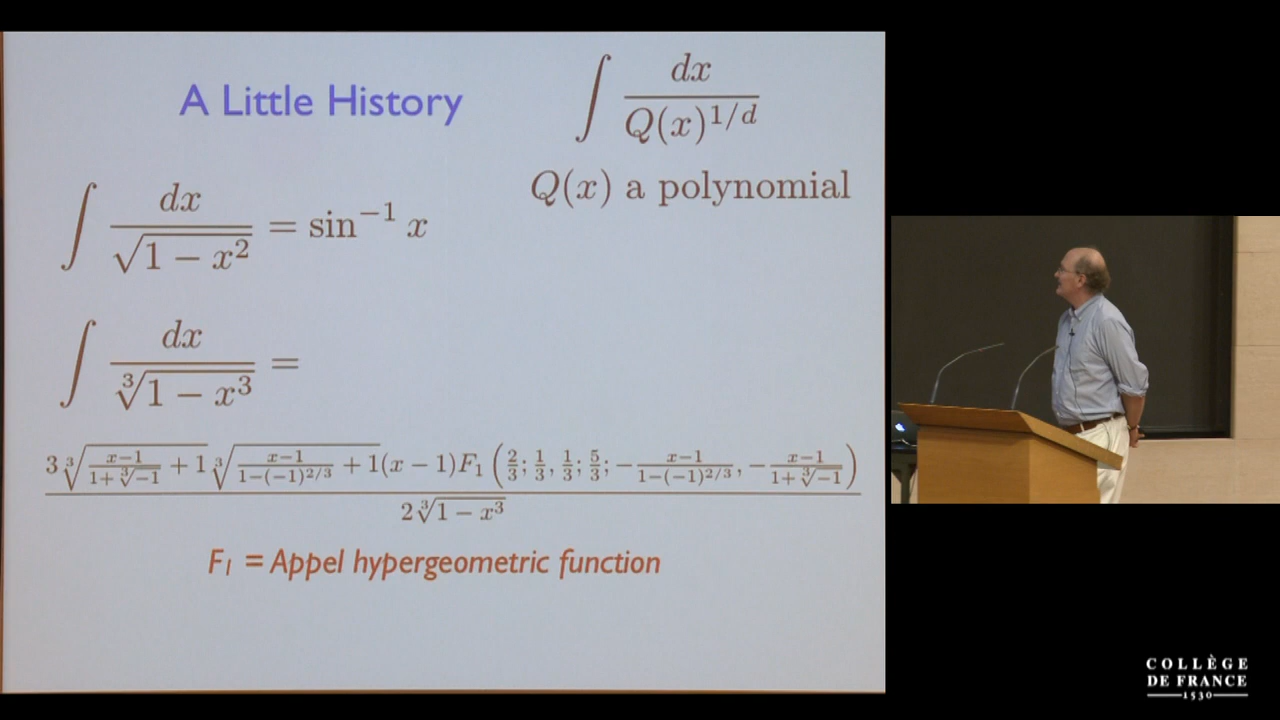 A Little History
∫ dx / Q(x)^{1/d}
Q(x) a polynomial
∫ dx / √(1 − x²) = sin⁻¹ x
∫ dx / ∛(1 − x³) =
3 ∛((x−1)/(1+∛−1) + 1) ∛((x−1)/(1−(−1)^{2/3}) + 1) (x − 1)F₁ (2/3; 1/3, 1/3; 5/3; −(x−1)/(1−(−1)^{2/3}), −(x−1)/(1+∛−1)) / 2∛(1 − x³)
F₁ = Appel hypergeometric function
COLLÈGE
DE FRANCE
1530